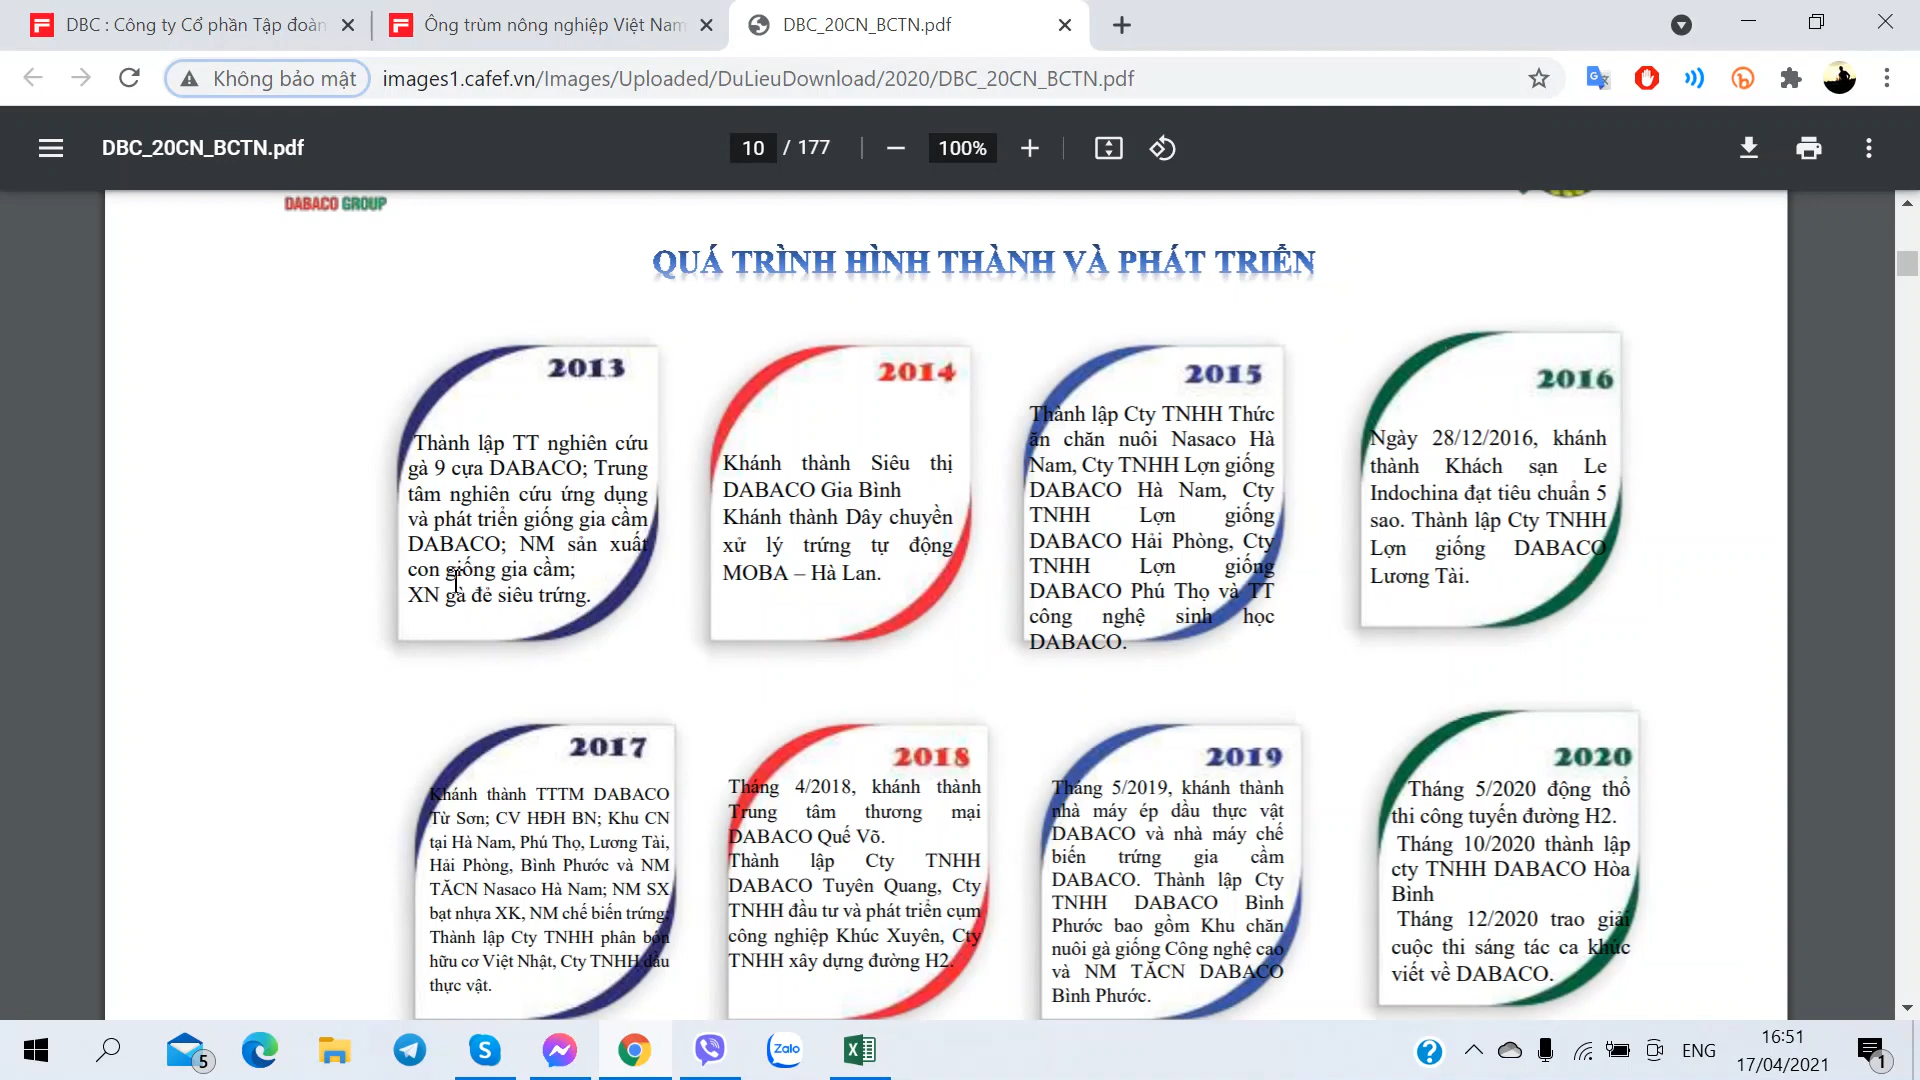 DBC : Công ty Cổ phần Tập đoàn
Ông trùm nông nghiệp Việt Nam
DBC_20CN_BCTN.pdf
Không bảo mật
images1.cafef.vn/Images/Uploaded/DuLieuDownload/2020/DBC_20CN_BCTN.pdf
DBC_20CN_BCTN.pdf
10 / 177
100%
DABACO GROUP
QUÁ TRÌNH HÌNH THÀNH VÀ PHÁT TRIỂN
2013
Thành lập TT nghiên cứu
gà 9 cựa DABACO; Trung
tâm nghiên cứu ứng dụng
và phát triển giống gia cầm
DABACO; NM sản xuất
con giống gia cầm;
XN gà đẻ siêu trứng.
2014
Khánh thành Siêu thị
DABACO Gia Bình
Khánh thành Dây chuyền
xử lý trứng tự động
MOBA – Hà Lan.
2015
Thành lập Cty TNHH Thức
ăn chăn nuôi Nasaco Hà
Nam, Cty TNHH Lợn giống
DABACO Hà Nam, Cty
TNHH Lợn giống
DABACO Hải Phòng, Cty
TNHH Lợn giống
DABACO Phú Thọ và TT
công nghệ sinh học
DABACO.
2016
Ngày 28/12/2016, khánh
thành Khách sạn Le
Indochina đạt tiêu chuẩn 5
sao. Thành lập Cty TNHH
Lợn giống DABACO
Lương Tài.
2017
Khánh thành TTTM DABACO
Từ Sơn; CV HĐH BN; Khu CN
tại Hà Nam, Phú Thọ, Lương Tài,
Hải Phòng, Bình Phước và NM
TĂCN Nasaco Hà Nam; NM SX
bạt nhựa XK, NM chế biến trứng;
Thành lập Cty TNHH phân bón
hữu cơ Việt Nhật, Cty TNHH dầu
thực vật.
2018
Tháng 4/2018, khánh thành
Trung tâm thương mại
DABACO Quế Võ.
Thành lập Cty TNHH
DABACO Tuyên Quang, Cty
TNHH đầu tư và phát triển cụm
công nghiệp Khúc Xuyên, Cty
TNHH xây dựng đường H2.
2019
Tháng 5/2019, khánh thành
nhà máy ép dầu thực vật
DABACO và nhà máy chế
biến trứng gia cầm
DABACO. Thành lập Cty
TNHH DABACO Bình
Phước bao gồm Khu chăn
nuôi gà giống Công nghệ cao
và NM TĂCN DABACO
Bình Phước.
2020
Tháng 5/2020 động thổ
thi công tuyến đường H2.
Tháng 10/2020 thành lập
cty TNHH DABACO Hòa
Bình
Tháng 12/2020 trao giải
cuộc thi sáng tác ca khúc
viết về DABACO.
5
Zalo
ENG
16:51
17/04/2021
1